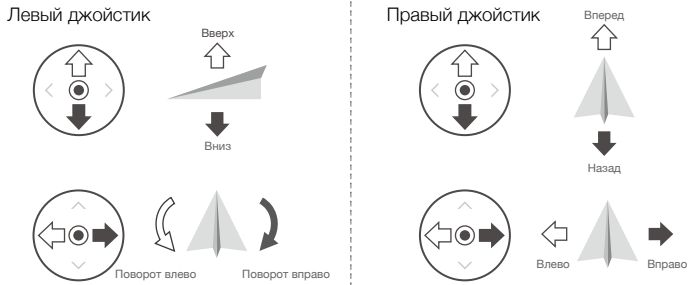 Левый джойстик
Вверх
Вниз
Поворот влево
Поворот вправо
Правый джойстик
Вперед
Назад
Влево
Вправо